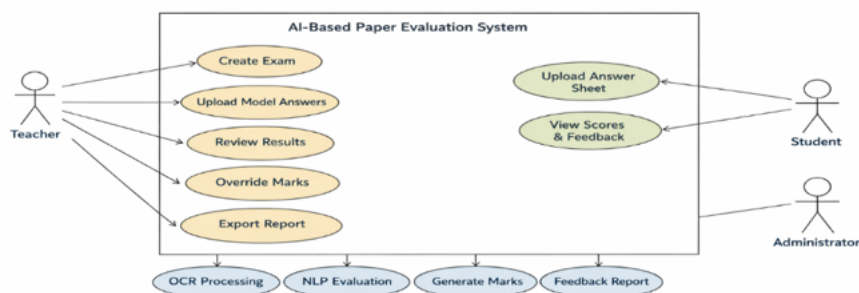 AI-Based Paper Evaluation System
Create Exam
Upload Model Answers
Review Results
Override Marks
Export Report
Teacher
Upload Answer
Sheet
View Scores
& Feedback
Student
Administrator
OCR Processing
NLP Evaluation
Generate Marks
Feedback Report